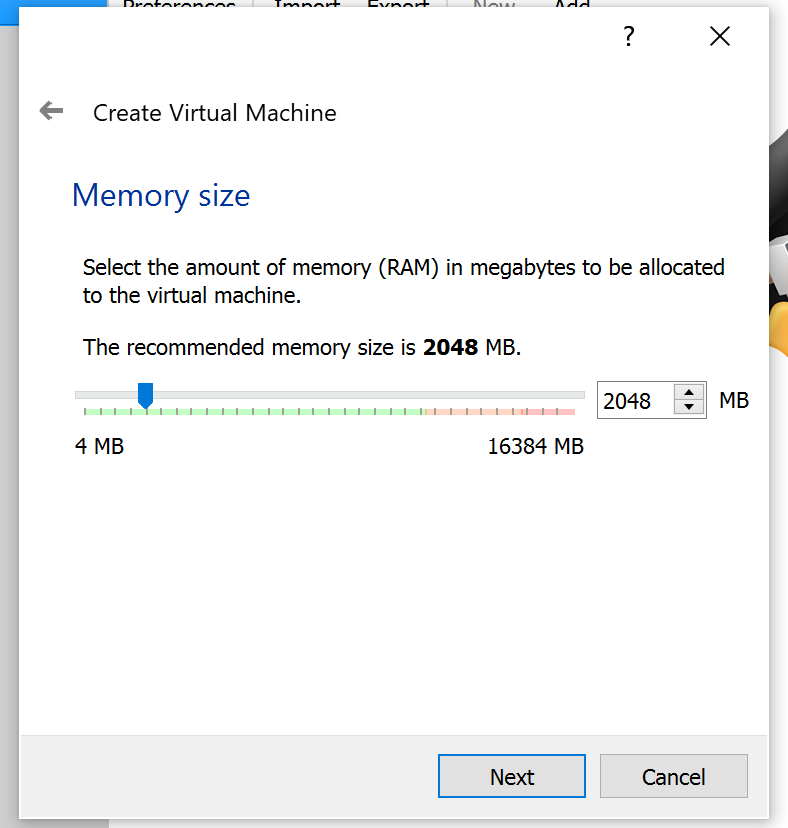 Preferences Import Export New Add
?
Create Virtual Machine
Memory size
Select the amount of memory (RAM) in megabytes to be allocated
to the virtual machine.
The recommended memory size is 2048 MB.
2048 MB
4 MB 16384 MB
Next Cancel